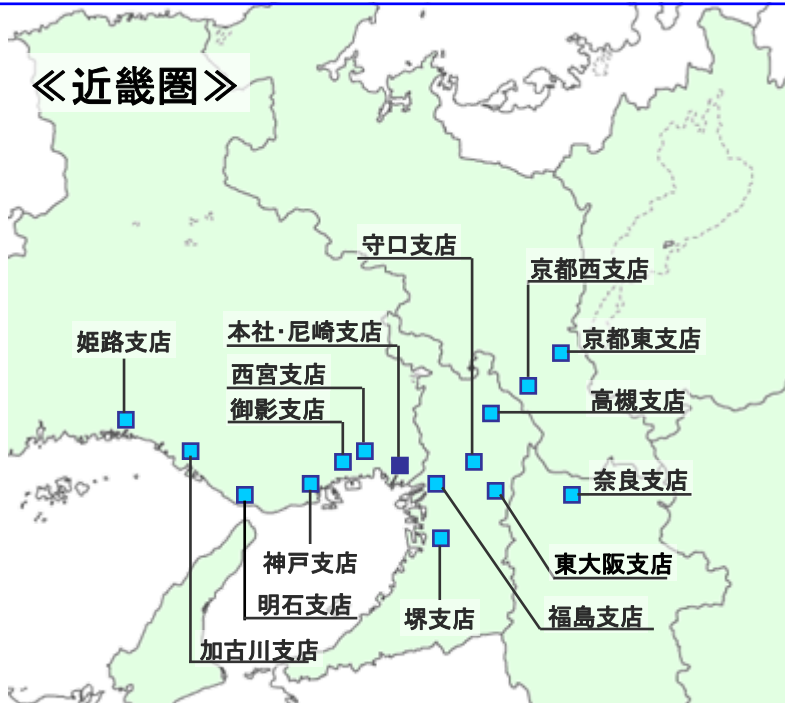 ≪近畿圏≫
守口支店
京都西支店
本社・尼崎支店
京都東支店
姫路支店
西宮支店
高槻支店
御影支店
奈良支店
神戸支店
東大阪支店
明石支店
堺支店
福島支店
加古川支店